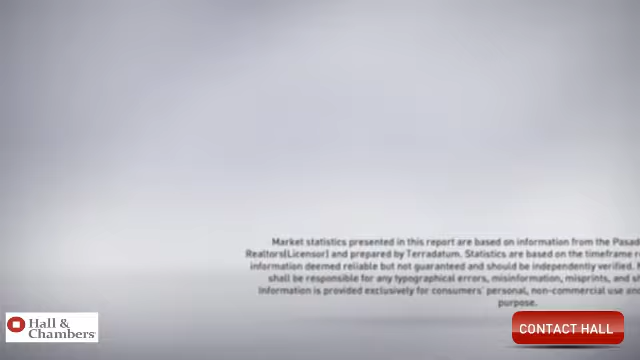 Market statistics presented in this report are based on information from the
Realtors[Licensor] and prepared by Terradatum. Statistics are based on the timeframe
information deemed reliable but not guaranteed and should be independently verified.
shall be responsible for any typographical errors, misinformation, misprints, and
Information is provided exclusively for consumers' personal, non-commercial use and
purpose.
Hall &
Chambers
CONTACT HALL